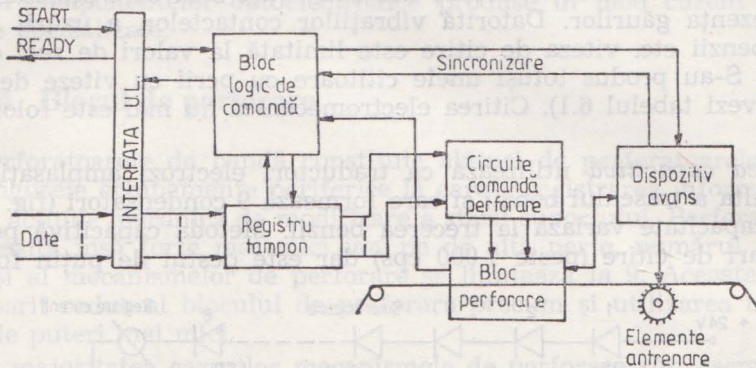 START
READY
INTERFAȚA U.L.
Date
Bloc
logic de
comandă
Registru
tampon
Sincronizare
Circuite
comanda
perforare
Bloc
perforare
Dispozitiv
avans
Elemente
antrenare